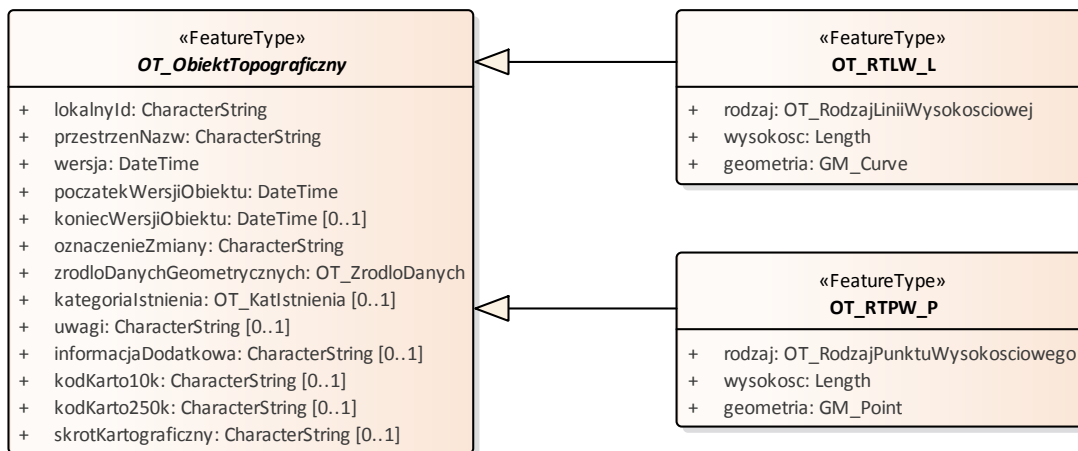 «FeatureType»
OT_ObiektTopograficzny
+ lokalnyId: CharacterString
+ przestrzenNazw: CharacterString
+ wersja: DateTime
+ poczatekWersjiObiektu: DateTime
+ koniecWersjiObiektu: DateTime [0..1]
+ oznaczenieZmiany: CharacterString
+ zrodloDanychGeometrycznych: OT_ZrodloDanych
+ kategoriaIstnienia: OT_KatIstnienia [0..1]
+ uwagi: CharacterString [0..1]
+ informacjaDodatkowa: CharacterString [0..1]
+ kodKarto10k: CharacterString [0..1]
+ kodKarto250k: CharacterString [0..1]
+ skrotKartograficzny: CharacterString [0..1]
«FeatureType»
OT_RTLW_L
+ rodzaj: OT_RodzajLiniiWysokosciowej
+ wysokosc: Length
+ geometria: GM_Curve
«FeatureType»
OT_RTPW_P
+ rodzaj: OT_RodzajPunktuWysokosciowego
+ wysokosc: Length
+ geometria: GM_Point